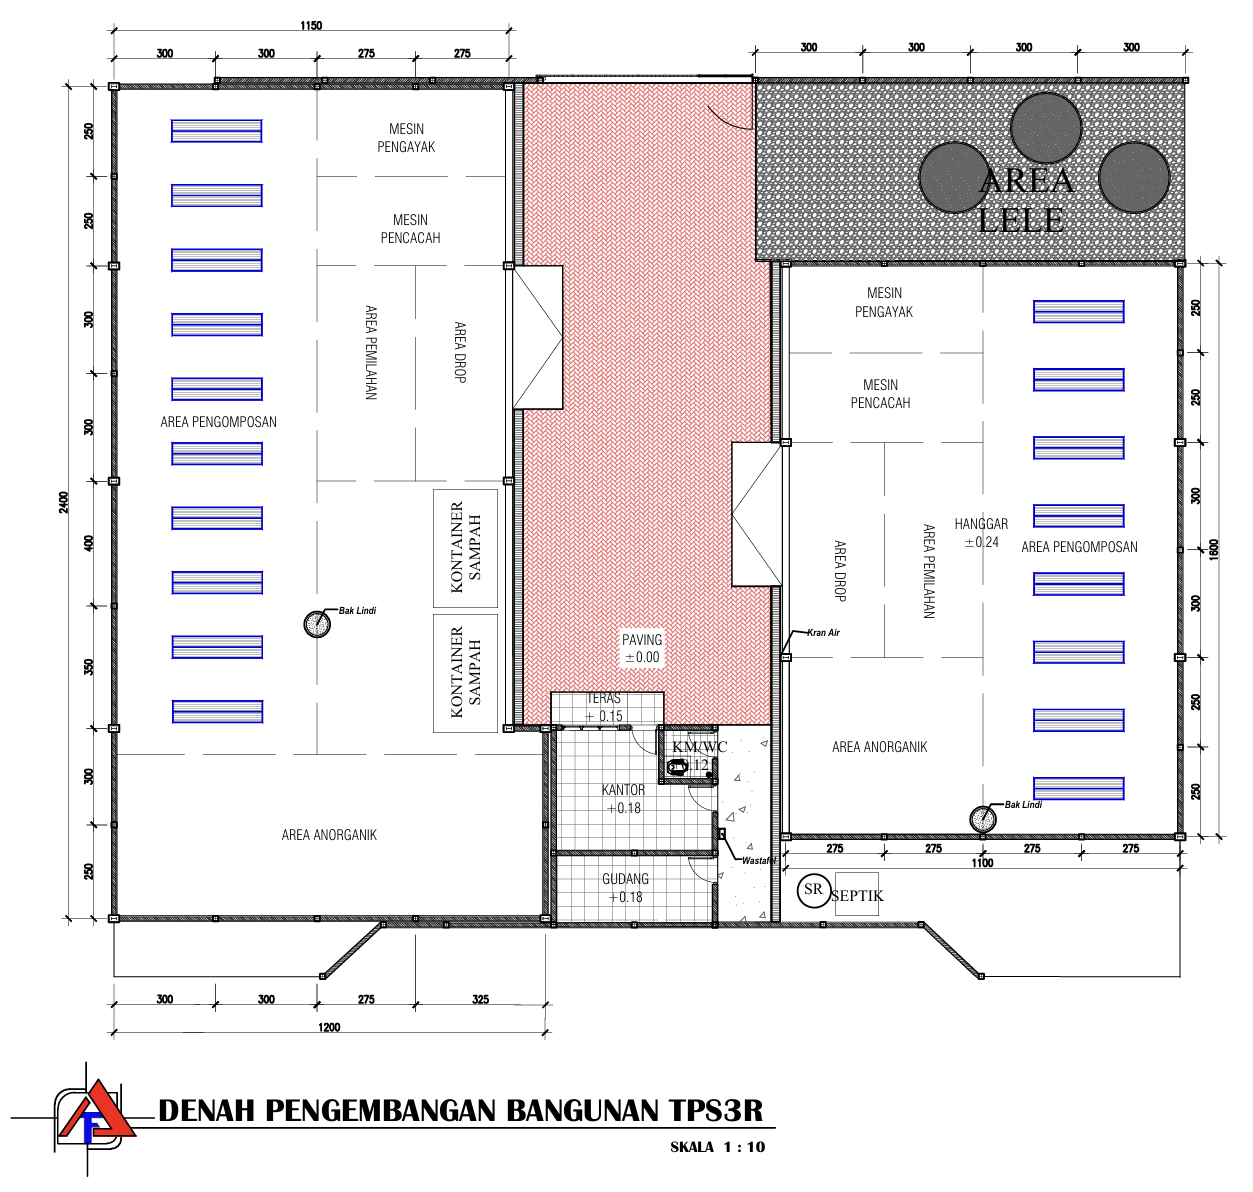 1150
300 300 275 275
300 300 300 300
250
250
300
300
400
350
300
250
2400
MESIN
PENGAYAK
MESIN
PENCACAH
AREA PEMILAHAN
AREA DROP
AREA PENGOMPOSAN
KONTAINER
SAMPAH
KONTAINER
SAMPAH
Bak Lindi
AREA ANORGANIK
PAVING
±0.00
TERAS
+ 0.15
KM/WC
0.12
KANTOR
+0.18
GUDANG
+0.18
Wastafel
AREA
LELE
MESIN
PENGAYAK
MESIN
PENCACAH
HANGGAR
±0.24
AREA DROP
AREA PEMILAHAN
AREA PENGOMPOSAN
Kran Air
AREA ANORGANIK
Bak Lindi
250
250
300
300
250
250
1600
275 275 275 275
1100
SR
SEPTIK
300 300 275 325
1200
DENAH PENGEMBANGAN BANGUNAN TPS3R
SKALA 1 : 10